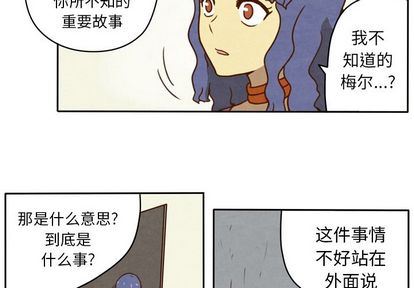 你所不知的
重要故事
我不
知道的
梅尔...?
那是什么意思?
到底是
什么事?
这件事情
不好站在
外面说